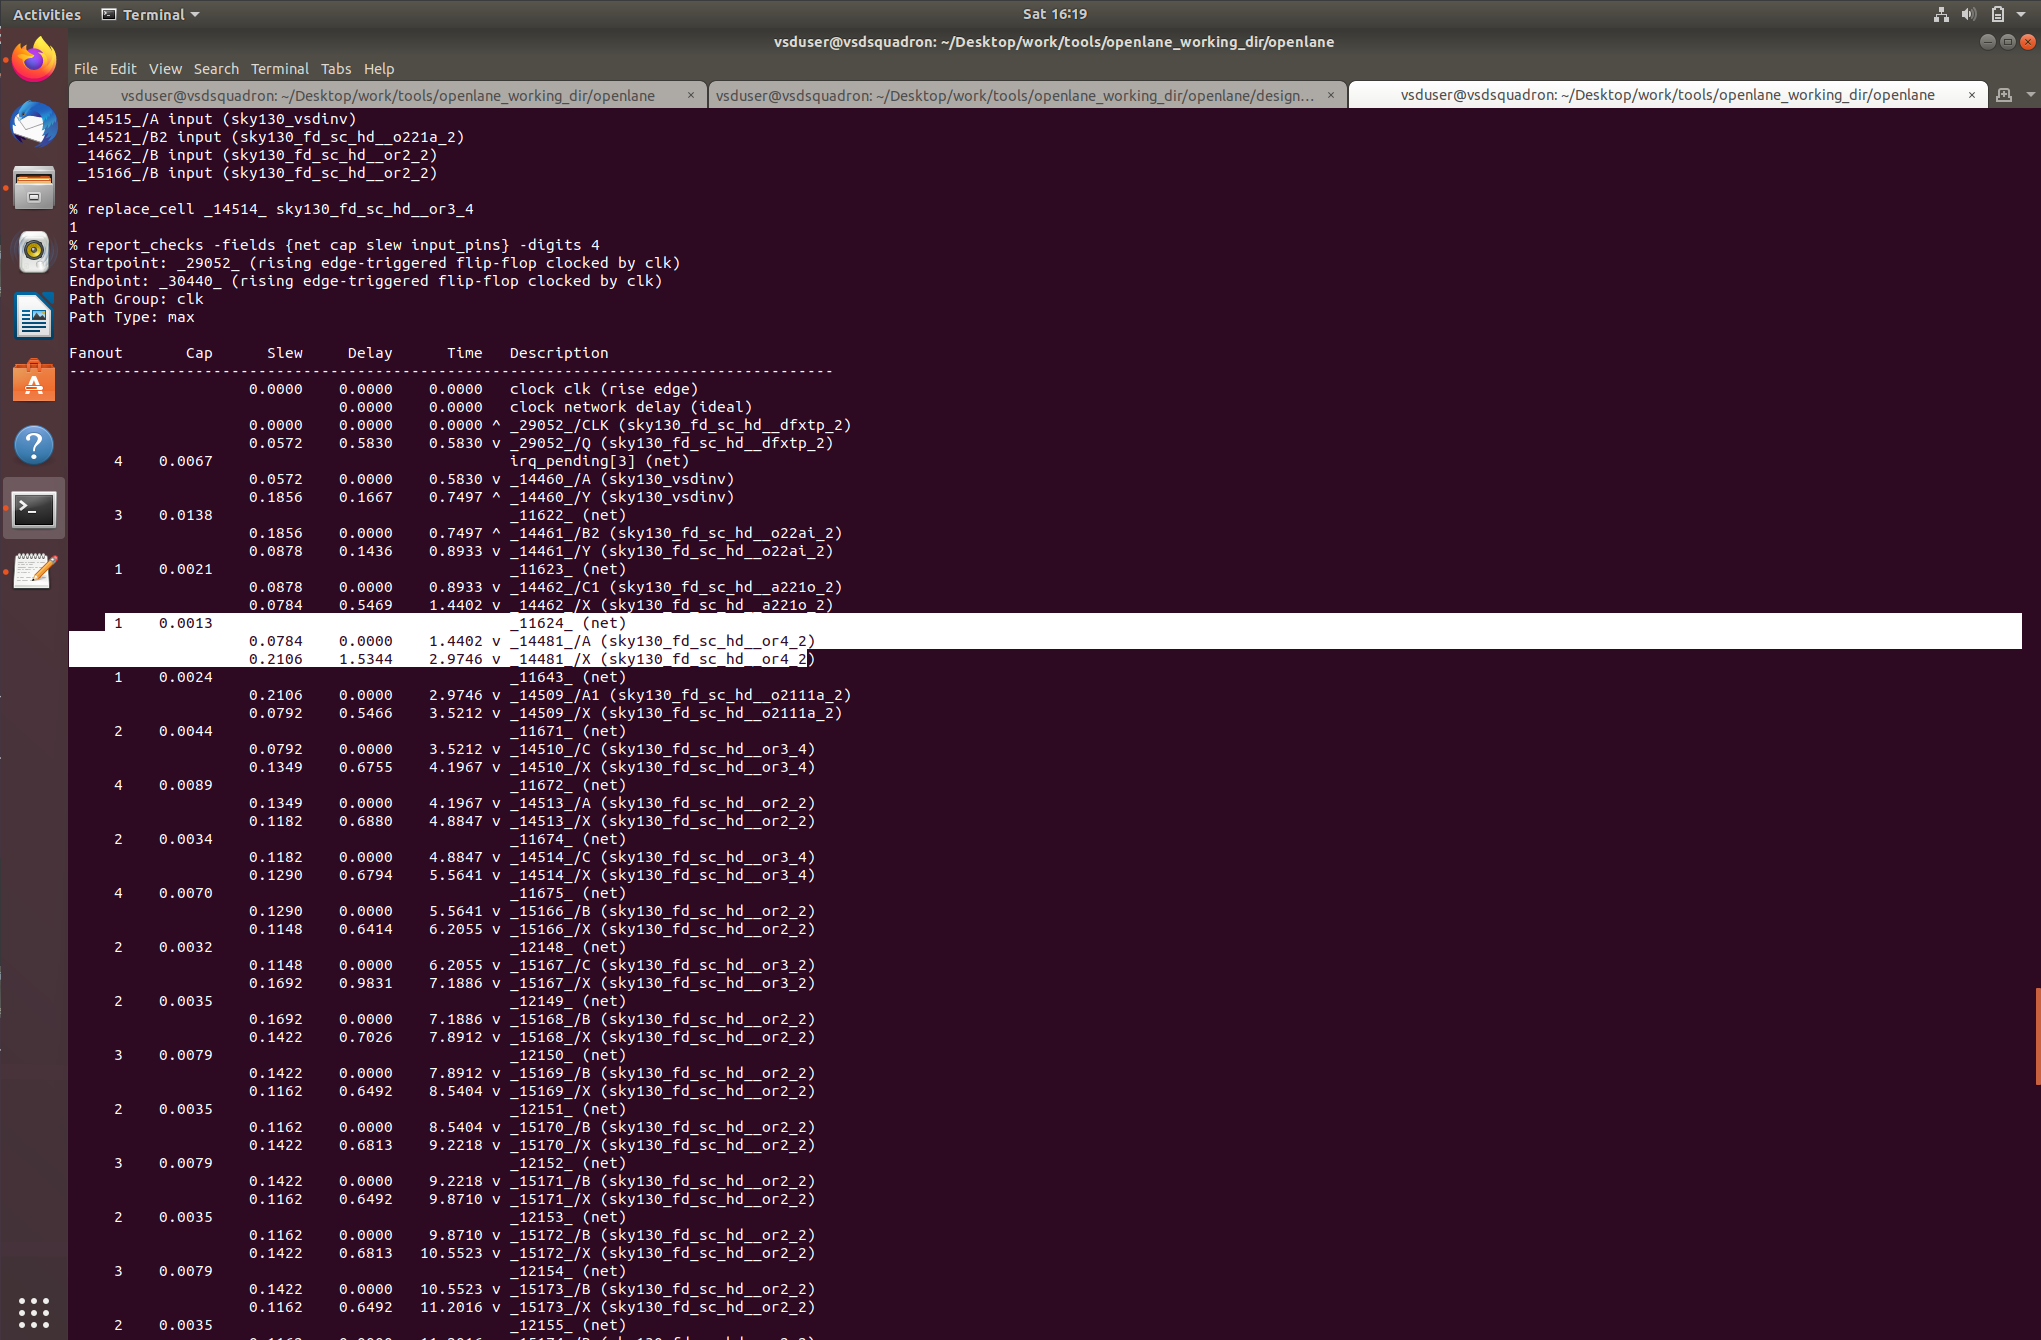 Activities Terminal Sat 16:19
vsduser@vsdsquadron: ~/Desktop/work/tools/openlane_working_dir/openlane
File Edit View Search Terminal Tabs Help
vsduser@vsdsquadron: ~/Desktop/work/tools/openlane_working_dir/openlane × vsduser@vsdsquadron: ~/Desktop/work/tools/openlane_working_dir/openlane/design... × vsduser@vsdsquadron: ~/Desktop/work/tools/openlane_working_dir/openlane ×
_14515_/A input (sky130_vsdinv)
_14521_/B2 input (sky130_fd_sc_hd__o221a_2)
_14662_/B input (sky130_fd_sc_hd__or2_2)
_15166_/B input (sky130_fd_sc_hd__or2_2)
% replace_cell _14514_ sky130_fd_sc_hd__or3_4
1
% report_checks -fields {net cap slew input_pins} -digits 4
Startpoint: _29052_ (rising edge-triggered flip-flop clocked by clk)
Endpoint: _30440_ (rising edge-triggered flip-flop clocked by clk)
Path Group: clk
Path Type: max
Fanout Cap Slew Delay Time Description
-------------------------------------------------------------------------------------
0.0000 0.0000 0.0000 clock clk (rise edge)
0.0000 0.0000 clock network delay (ideal)
0.0000 0.0000 0.0000 ^ _29052_/CLK (sky130_fd_sc_hd__dfxtp_2)
0.0572 0.5830 0.5830 v _29052_/Q (sky130_fd_sc_hd__dfxtp_2)
4 0.0067 irq_pending[3] (net)
0.0572 0.0000 0.5830 v _14460_/A (sky130_vsdinv)
0.1856 0.1667 0.7497 ^ _14460_/Y (sky130_vsdinv)
3 0.0138 _11622_ (net)
0.1856 0.0000 0.7497 ^ _14461_/B2 (sky130_fd_sc_hd__o22ai_2)
0.0878 0.1436 0.8933 v _14461_/Y (sky130_fd_sc_hd__o22ai_2)
1 0.0021 _11623_ (net)
0.0878 0.0000 0.8933 v _14462_/C1 (sky130_fd_sc_hd__a221o_2)
0.0784 0.5469 1.4402 v _14462_/X (sky130_fd_sc_hd__a221o_2)
1 0.0013 _11624_ (net)
0.0784 0.0000 1.4402 v _14481_/A (sky130_fd_sc_hd__or4_2)
0.2106 1.5344 2.9746 v _14481_/X (sky130_fd_sc_hd__or4_2)
1 0.0024 _11643_ (net)
0.2106 0.0000 2.9746 v _14509_/A1 (sky130_fd_sc_hd__o2111a_2)
0.0792 0.5466 3.5212 v _14509_/X (sky130_fd_sc_hd__o2111a_2)
2 0.0044 _11671_ (net)
0.0792 0.0000 3.5212 v _14510_/C (sky130_fd_sc_hd__or3_4)
0.1349 0.6755 4.1967 v _14510_/X (sky130_fd_sc_hd__or3_4)
4 0.0089 _11672_ (net)
0.1349 0.0000 4.1967 v _14513_/A (sky130_fd_sc_hd__or2_2)
0.1182 0.6880 4.8847 v _14513_/X (sky130_fd_sc_hd__or2_2)
2 0.0034 _11674_ (net)
0.1182 0.0000 4.8847 v _14514_/C (sky130_fd_sc_hd__or3_4)
0.1290 0.6794 5.5641 v _14514_/X (sky130_fd_sc_hd__or3_4)
4 0.0070 _11675_ (net)
0.1290 0.0000 5.5641 v _15166_/B (sky130_fd_sc_hd__or2_2)
0.1148 0.6414 6.2055 v _15166_/X (sky130_fd_sc_hd__or2_2)
2 0.0032 _12148_ (net)
0.1148 0.0000 6.2055 v _15167_/C (sky130_fd_sc_hd__or3_2)
0.1692 0.9831 7.1886 v _15167_/X (sky130_fd_sc_hd__or3_2)
2 0.0035 _12149_ (net)
0.1692 0.0000 7.1886 v _15168_/B (sky130_fd_sc_hd__or2_2)
0.1422 0.7026 7.8912 v _15168_/X (sky130_fd_sc_hd__or2_2)
3 0.0079 _12150_ (net)
0.1422 0.0000 7.8912 v _15169_/B (sky130_fd_sc_hd__or2_2)
0.1162 0.6492 8.5404 v _15169_/X (sky130_fd_sc_hd__or2_2)
2 0.0035 _12151_ (net)
0.1162 0.0000 8.5404 v _15170_/B (sky130_fd_sc_hd__or2_2)
0.1422 0.6813 9.2218 v _15170_/X (sky130_fd_sc_hd__or2_2)
3 0.0079 _12152_ (net)
0.1422 0.0000 9.2218 v _15171_/B (sky130_fd_sc_hd__or2_2)
0.1162 0.6492 9.8710 v _15171_/X (sky130_fd_sc_hd__or2_2)
2 0.0035 _12153_ (net)
0.1162 0.0000 9.8710 v _15172_/B (sky130_fd_sc_hd__or2_2)
0.1422 0.6813 10.5523 v _15172_/X (sky130_fd_sc_hd__or2_2)
3 0.0079 _12154_ (net)
0.1422 0.0000 10.5523 v _15173_/B (sky130_fd_sc_hd__or2_2)
0.1162 0.6492 11.2016 v _15173_/X (sky130_fd_sc_hd__or2_2)
2 0.0035 _12155_ (net)